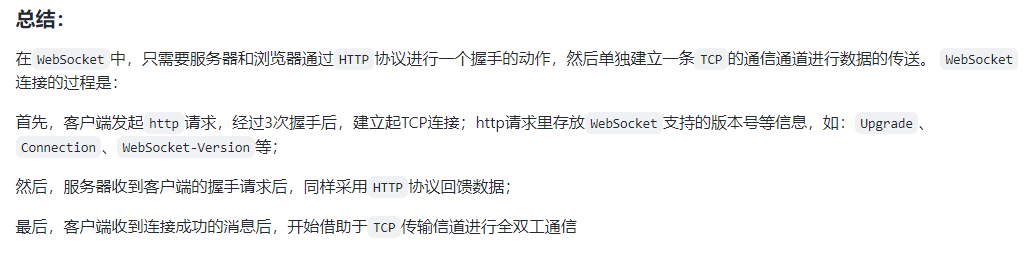 总结：
在 WebSocket 中，只需要服务器和浏览器通过 HTTP 协议进行一个握手的动作，然后单独建立一条 TCP 的通信通道进行数据的传送。 WebSocket
连接的过程是：
首先，客户端发起 http 请求，经过3次握手后，建立起TCP连接；http请求里存放 WebSocket 支持的版本号等信息，如： Upgrade 、
Connection 、 WebSocket-Version 等；
然后，服务器收到客户端的握手请求后，同样采用 HTTP 协议回馈数据；
最后，客户端收到连接成功的消息后，开始借助于 TCP 传输信道进行全双工通信